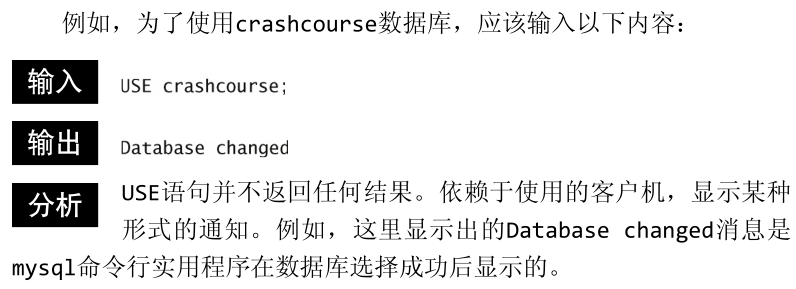 例如，为了使用crashcourse数据库，应该输入以下内容：
输入 USE crashcourse;
输出 Database changed
分析 USE语句并不返回任何结果。依赖于使用的客户机，显示某种
形式的通知。例如，这里显示出的Database changed消息是
mysql命令行实用程序在数据库选择成功后显示的。